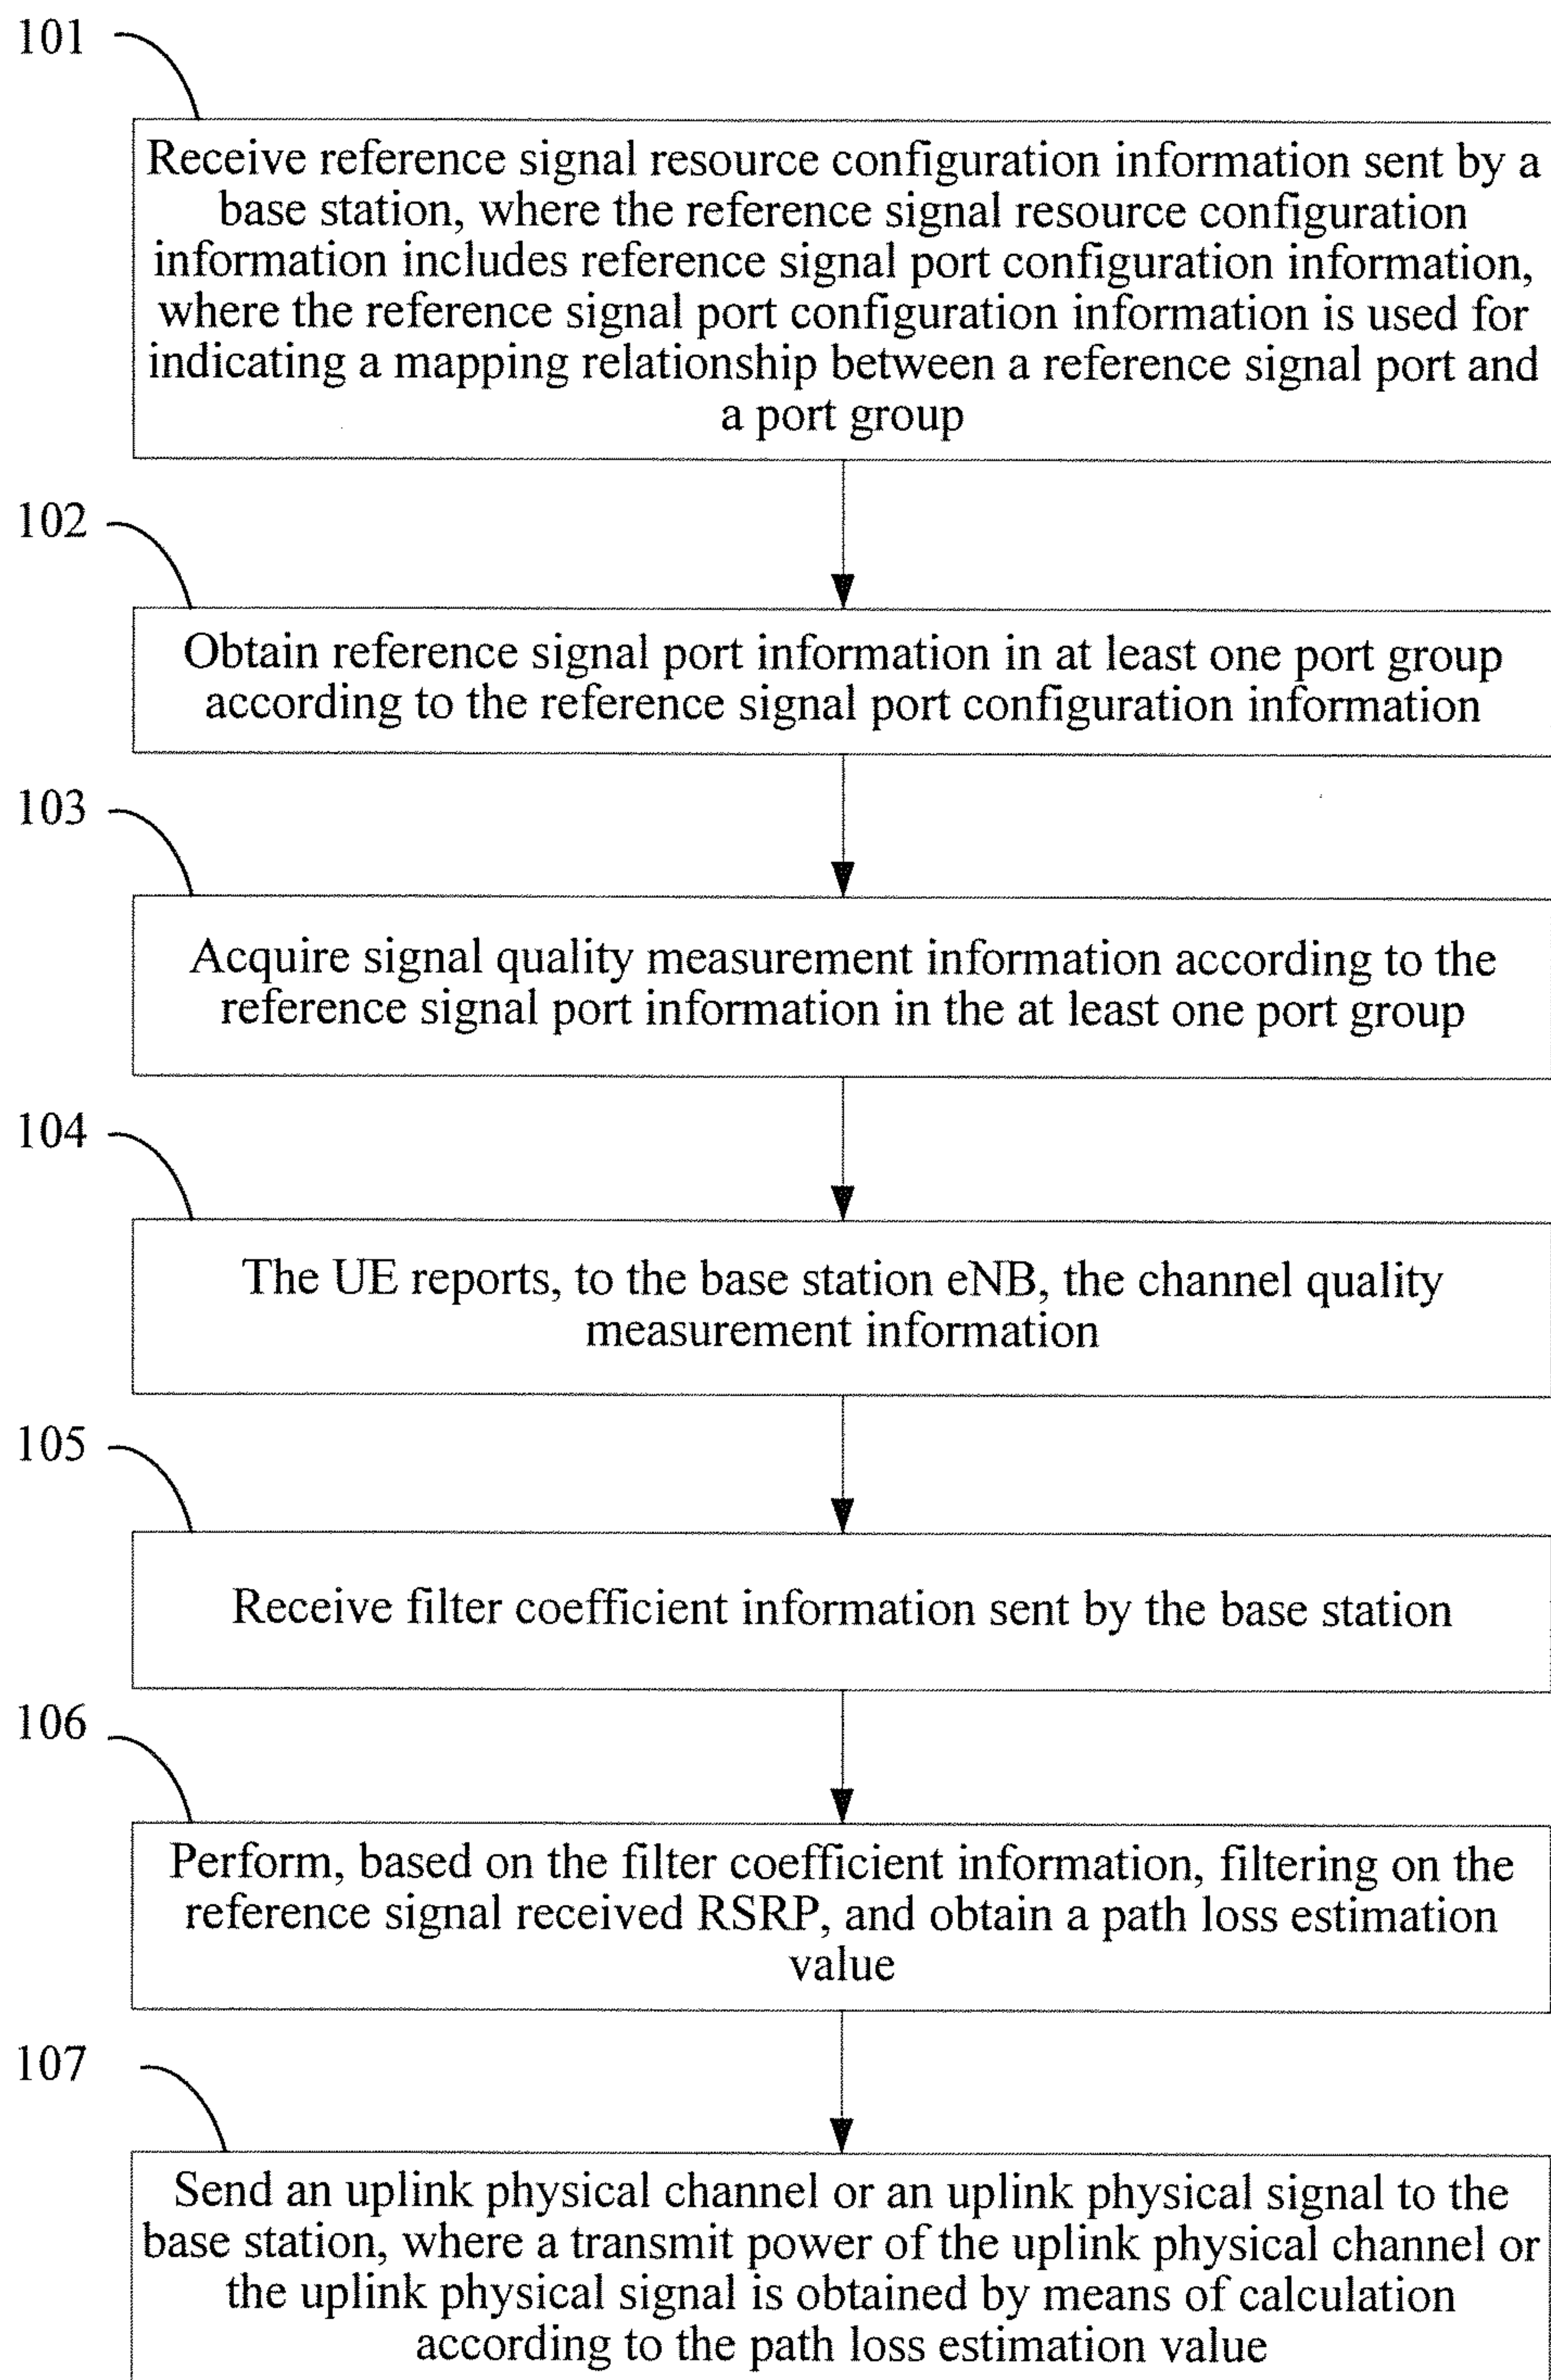 101
Receive reference signal resource configuration information sent by a
base station, where the reference signal resource configuration
information includes reference signal port configuration information,
where the reference signal port configuration information is used for
indicating a mapping relationship between a reference signal port and
a port group
102
Obtain reference signal port information in at least one port group
according to the reference signal port configuration information
103
Acquire signal quality measurement information according to the
reference signal port information in the at least one port group
104
The UE reports, to the base station eNB, the channel quality
measurement information
105
Receive filter coefficient information sent by the base station
106
Perform, based on the filter coefficient information, filtering on the
reference signal received RSRP, and obtain a path loss estimation
value
107
Send an uplink physical channel or an uplink physical signal to the
base station, where a transmit power of the uplink physical channel or
the uplink physical signal is obtained by means of calculation
according to the path loss estimation value